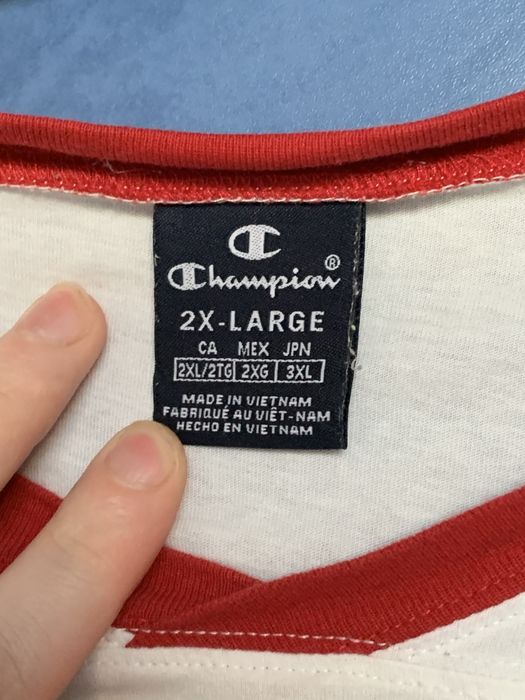 Champion®
2X-LARGE
CA MEX JPN
2XL/2TG 2XG 3XL
MADE IN VIETNAM
FABRIQUÉ AU VIÊT-NAM
HECHO EN VIETNAM